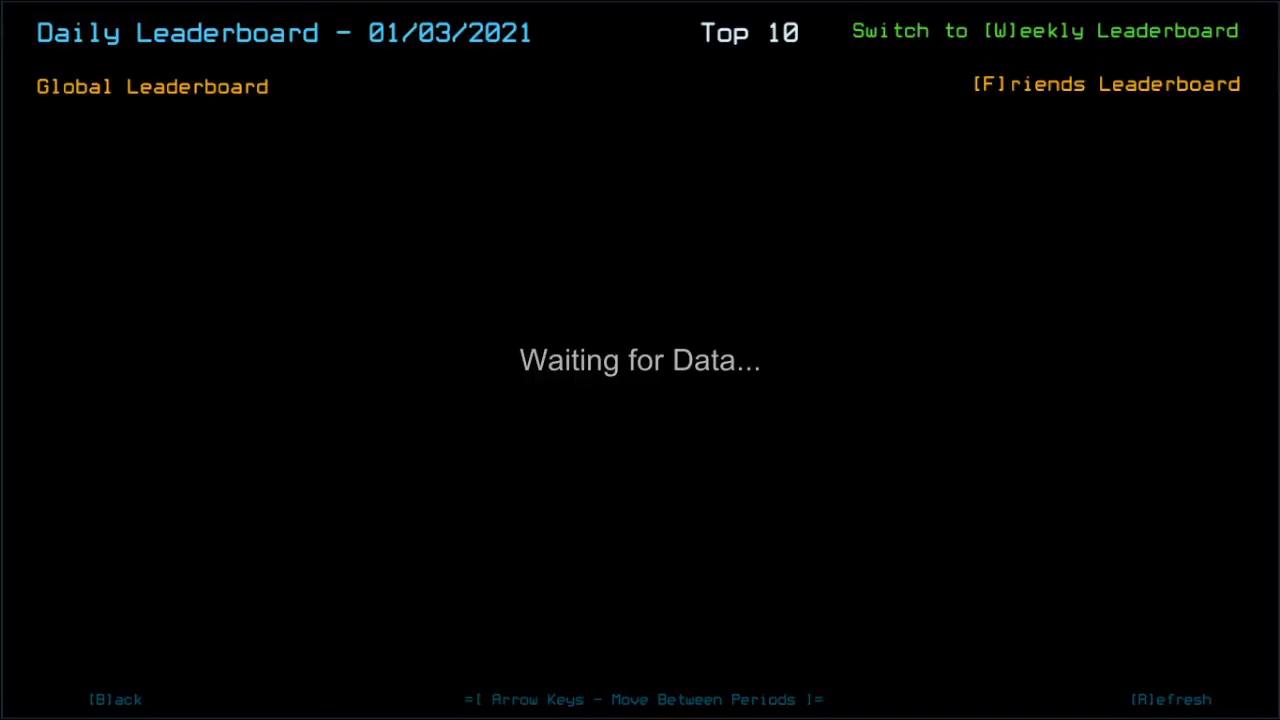 Daily Leaderboard - 01/03/2021
Top 10
Switch to [W]eekly Leaderboard
Global Leaderboard
[F]riends Leaderboard
Waiting for Data...
[B]ack
=[ Arrow Keys - Move Between Periods ]=
[R]efresh